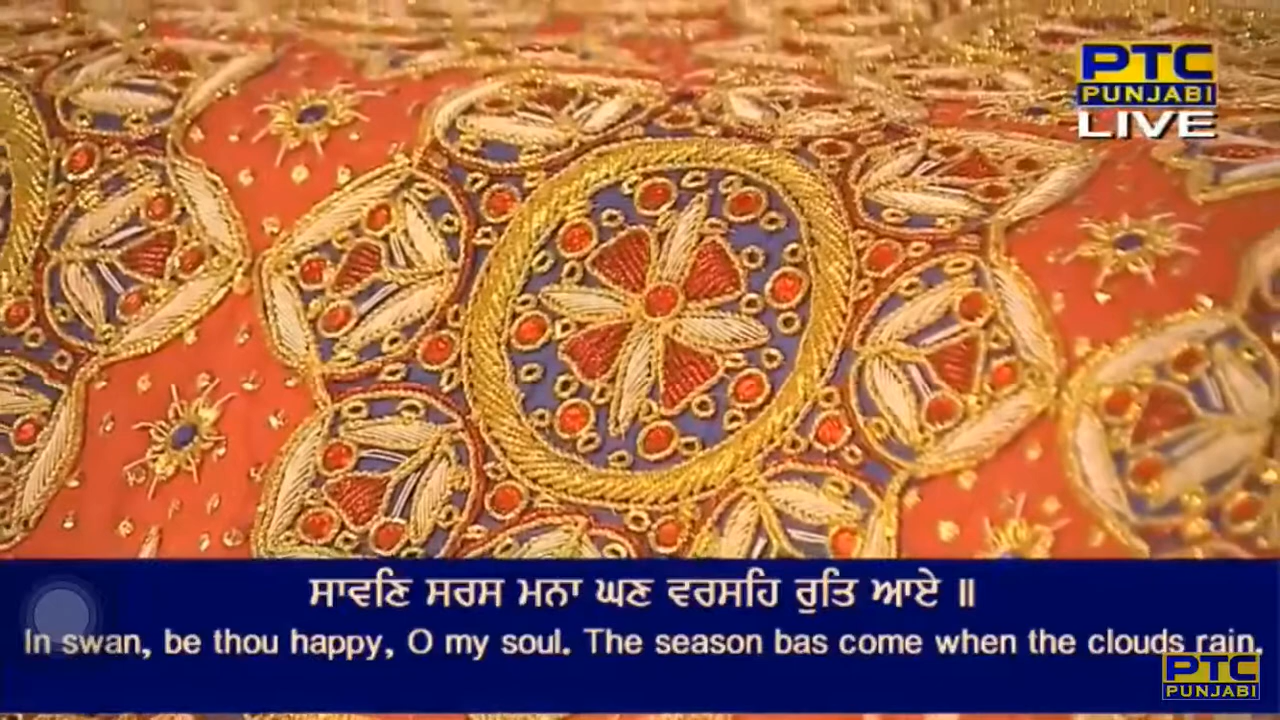 PTC
PUNJABI
LIVE
ਸਾਵਣਿ ਸਰਸ ਮਨਾ ਘਣ ਵਰਸਹਿ ਰੁਤਿ ਆਏ ॥
In swan, be thou happy, O my soul. The season bas come when the clouds rain.
PTC
PUNJABI